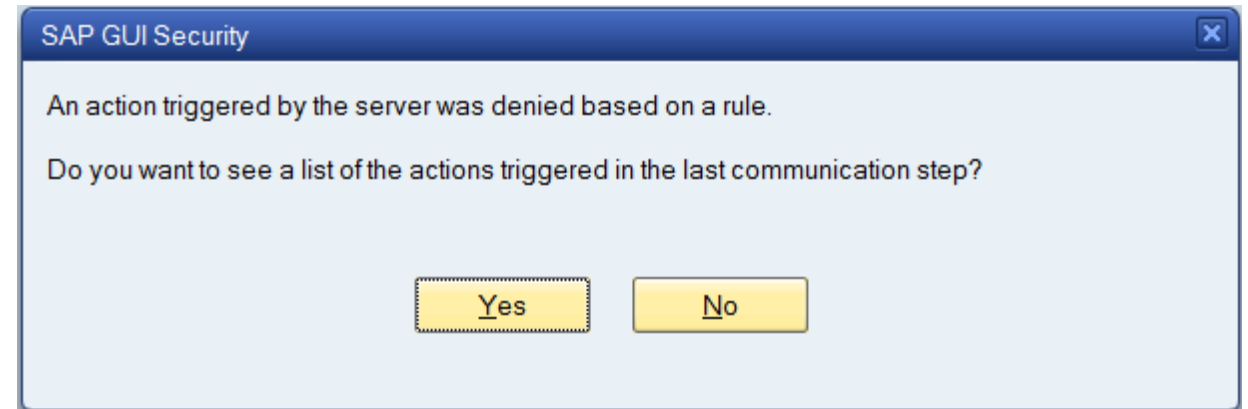 SAP GUI Security
An action triggered by the server was denied based on a rule.
Do you want to see a list of the actions triggered in the last communication step?
Yes No